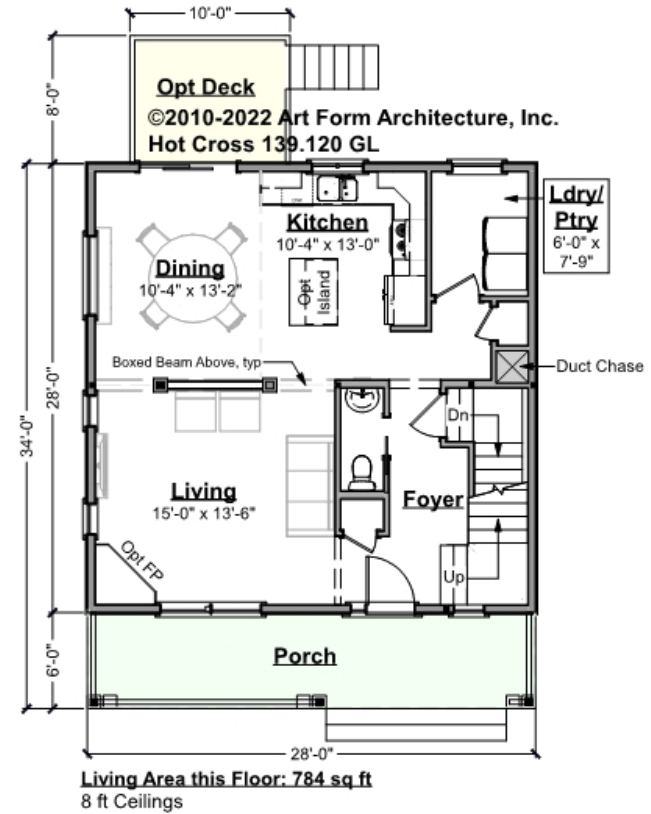 10'-0"
8'-0"
Opt Deck
©2010-2022 Art Form Architecture, Inc.
Hot Cross 139.120 GL
Kitchen
10'-4" x 13'-0"
Ldry/
Ptry
6'-0" x
7'-9"
Dining
10'-4" x 13'-2"
Opt
Island
Boxed Beam Above, typ
Duct Chase
28'-0"
34'-0"
Dn
Living
15'-0" x 13'-6"
Foyer
Opt FP
Up
6'-0"
Porch
28'-0"
Living Area this Floor: 784 sq ft
8 ft Ceilings